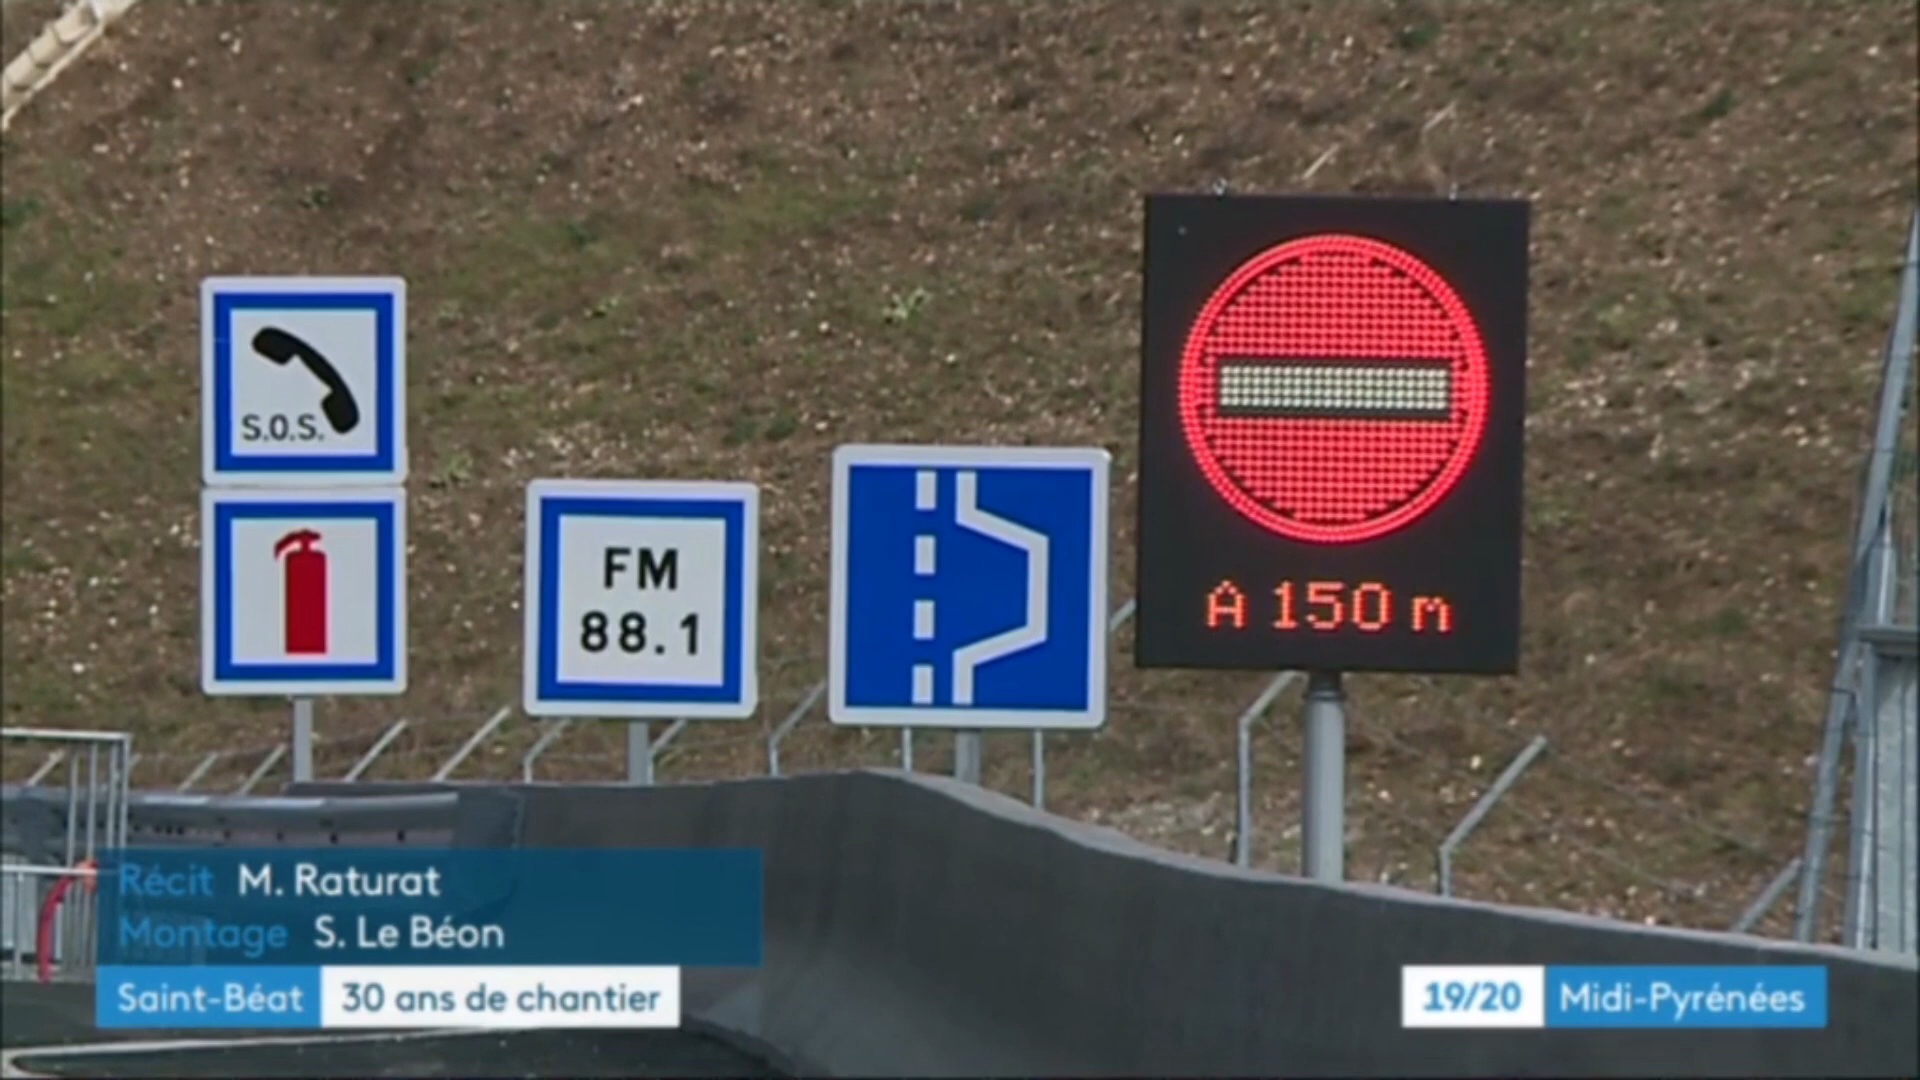 S.O.S.
FM
88.1
A 150 m
Récit M. Raturat
Montage S. Le Béon
Saint-Béat 30 ans de chantier
19/20 Midi-Pyrénées